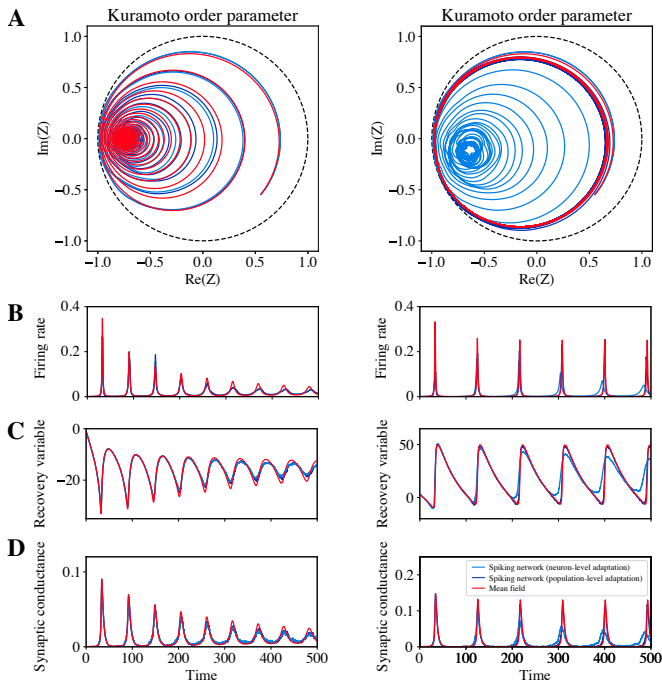 A
Kuramoto order parameter
Kuramoto order parameter
1.0
0.5
0.0
−0.5
−1.0
Im(Z)
−1.0 −0.5 0.0 0.5 1.0
Re(Z)
1.0
0.5
0.0
−0.5
−1.0
Im(Z)
−1.0 −0.5 0.0 0.5 1.0
Re(Z)
B
Firing rate
0.4
0.2
0
Firing rate
0.4
0.2
0
C
Recovery variable
0
−20
Recovery variable
50
0
D
Synaptic conductance
0.1
0
0 100 200 300 400 500
Time
Synaptic conductance
0.2
0.1
0
Spiking network (neuron-level adaptation)
Spiking network (population-level adaptation)
Mean field
0 100 200 300 400 500
Time